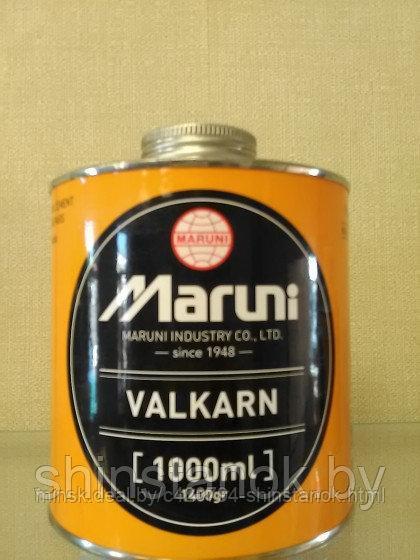 MARUNI
Maruni
MARUNI INDUSTRY CO., LTD.
— since 1948 —
VALKARN
[1000ml]
1400gr
shinstanok.by